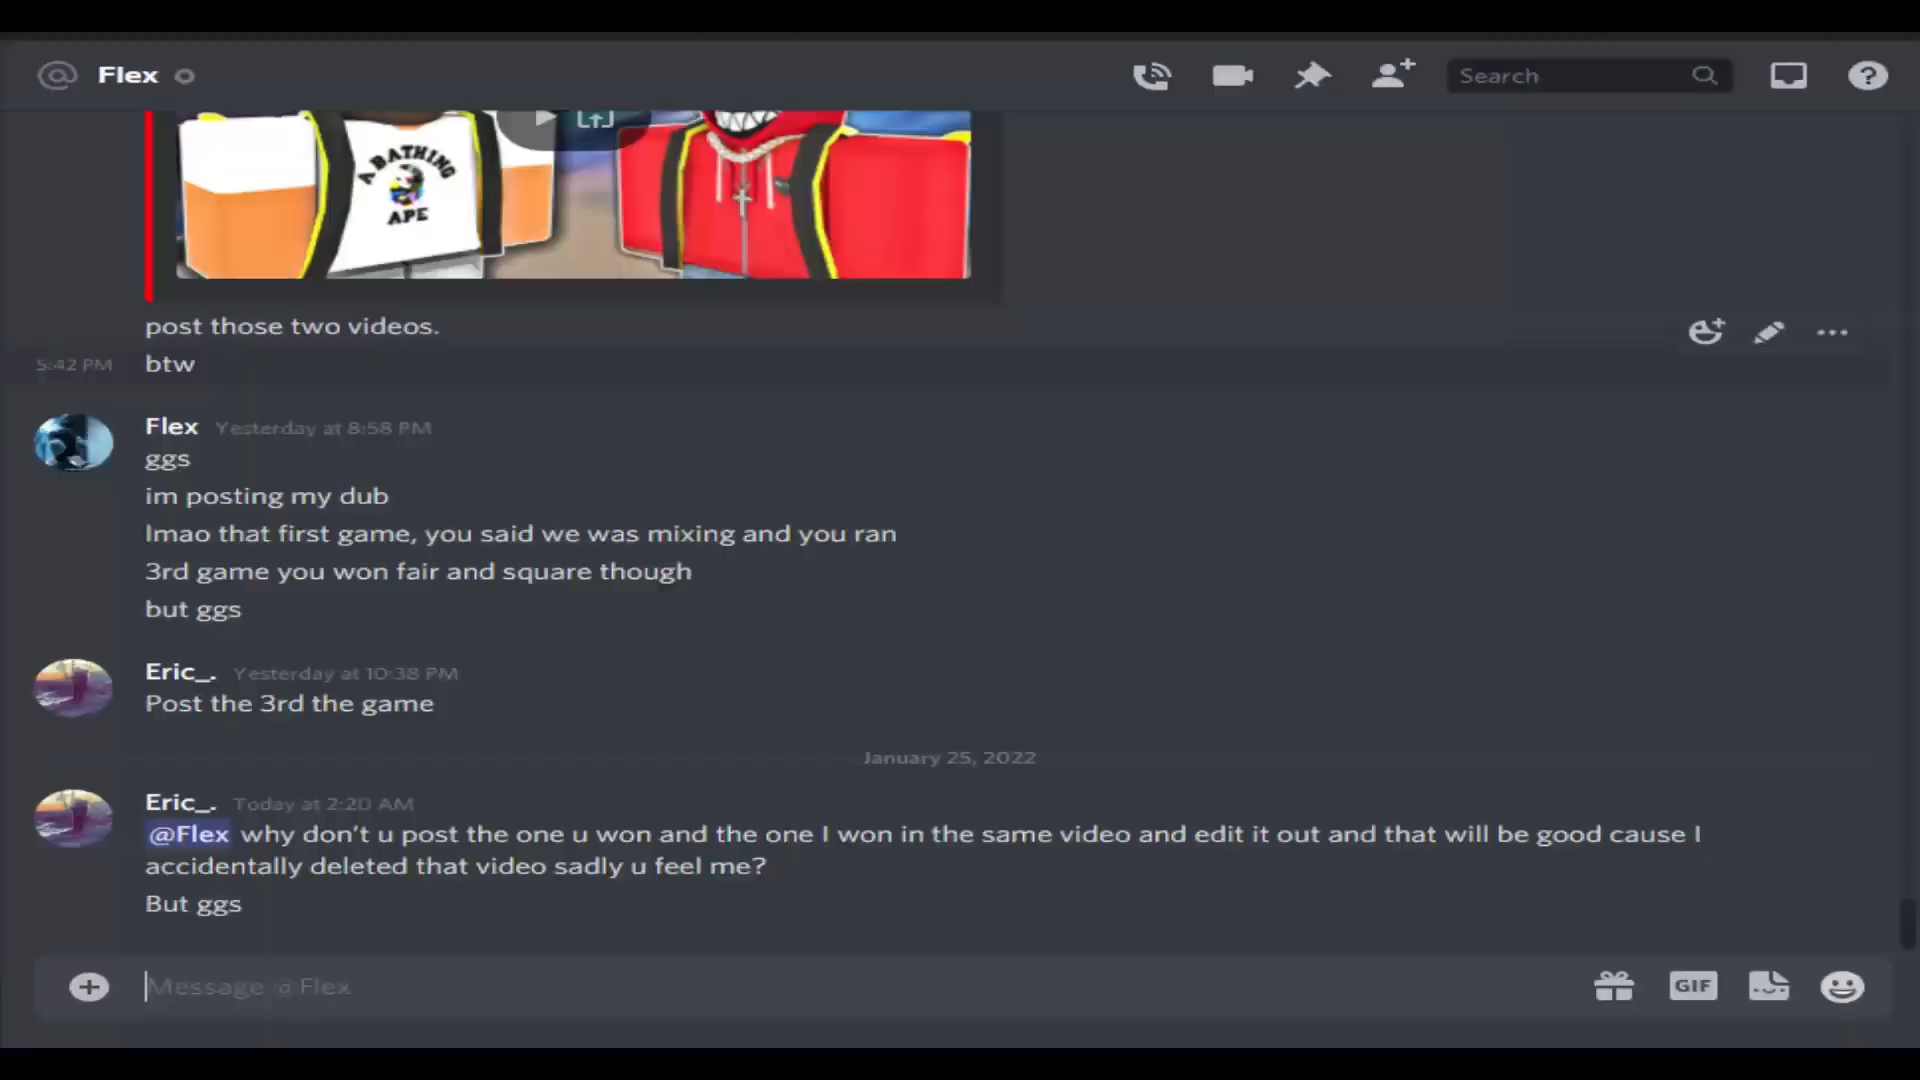 Flex
Search
A BATHING
APE
post those two videos.
5:42 PM btw
Flex Yesterday at 8:58 PM
ggs
im posting my dub
lmao that first game, you said we was mixing and you ran
3rd game you won fair and square though
but ggs
Eric_. Yesterday at 10:38 PM
Post the 3rd the game
January 25, 2022
Eric_. Today at 2:20 AM
@Flex why don't u post the one u won and the one I won in the same video and edit it out and that will be good cause I
accidentally deleted that video sadly u feel me?
But ggs
Message @Flex
GIF